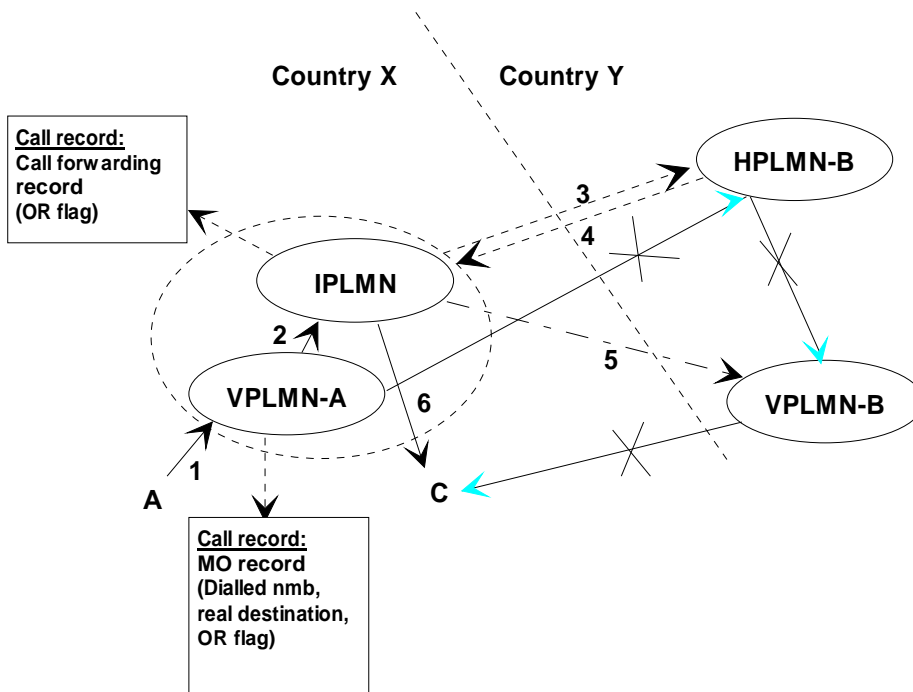 Country X
Country Y
Call record:
Call forwarding
record
(OR flag)
HPLMN-B
3
4
IPLMN
2
5
VPLMN-A
6
VPLMN-B
1
A
C
Call record:
MO record
(Dialled nmb,
real destination,
OR flag)